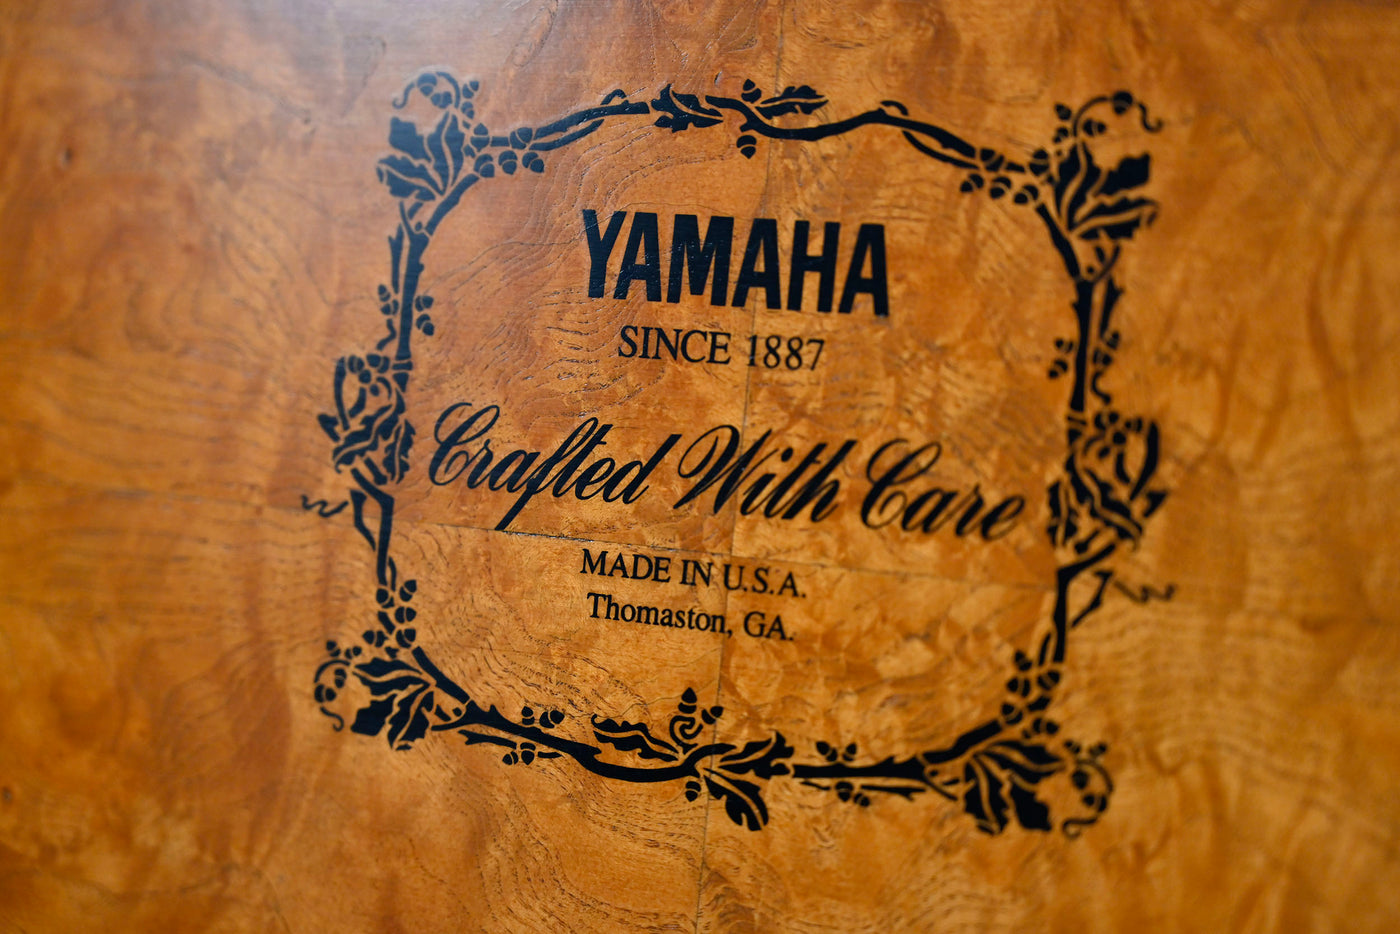 YAMAHA
SINCE 1887
Crafted With Care
MADE IN U.S.A.
Thomaston, GA.